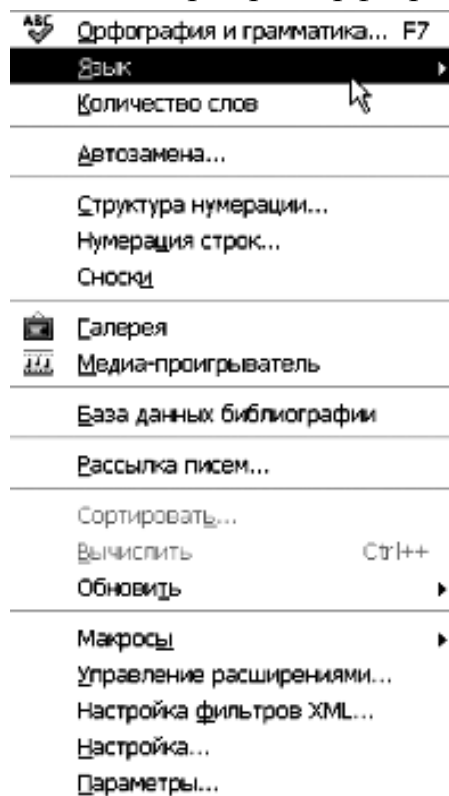 ABC
Орфография и грамматика... F7
Язык
Количество слов
Автозамена...
Структура нумерации...
Нумерация строк...
Сноски
Галерея
Медиа-проигрыватель
База данных библиографии
Рассылка писем...
Сортировать...
Вычислить Ctrl++
Обновить
Макросы
Управление расширениями...
Настройка фильтров XML...
Настройка...
Параметры...